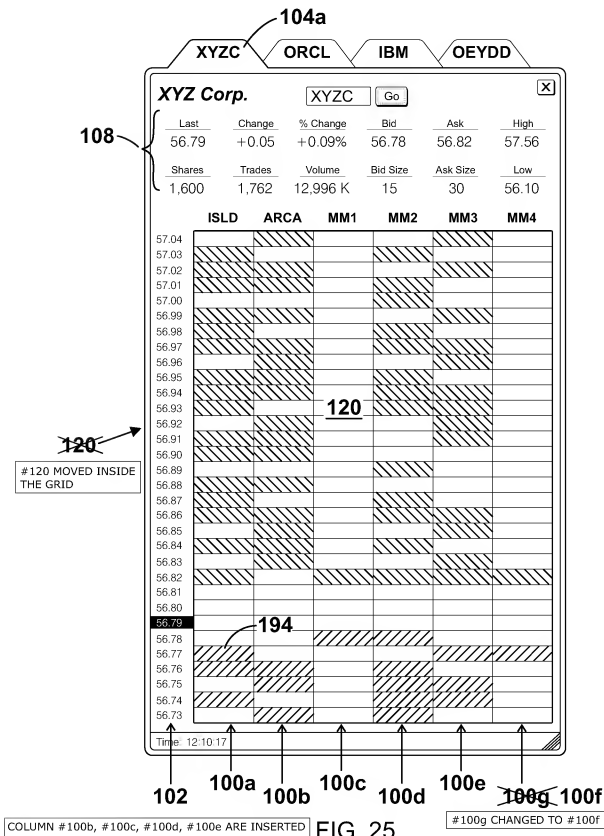 104a
XYZC ORCL IBM OEYDD
X
XYZ Corp. XYZC Go
108
Last Change % Change Bid Ask High
56.79 +0.05 +0.09% 56.78 56.82 57.56
Shares Trades Volume Bid Size Ask Size Low
1,600 1,762 12,996 K 15 30 56.10
ISLD ARCA MM1 MM2 MM3 MM4
57.04
57.03
57.02
57.01
57.00
56.99
56.98
56.97
56.96
56.95
56.94
56.93
120
56.92
120
56.91
56.90
#120 MOVED INSIDE
THE GRID
56.89
56.88
56.87
56.86
56.85
56.84
56.83
56.82
56.81
56.80
56.79
194
56.78
56.77
56.76
56.75
56.74
56.73
Time: 12:10:17
102 100a 100b 100c 100d 100e 100g 100f
COLUMN #100b, #100c, #100d, #100e ARE INSERTED
FIG. 25
#100g CHANGED TO #100f